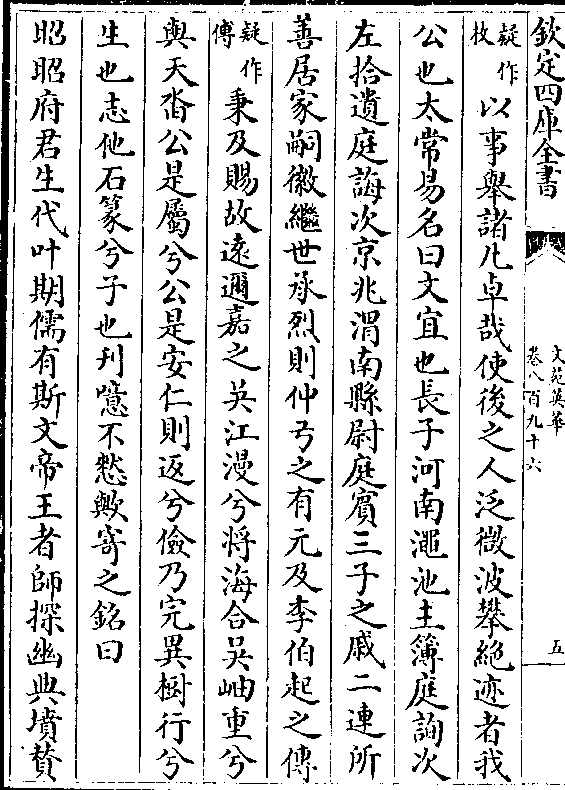 欽定四庫全書
文苑英華
卷八百九十六
五
疑作
枚
以事舉諸凡卓哉使後之人泛微波攀絶迹者我
公也太常易名曰文宜也長子河南澠池主簿庭詢次
左拾遺庭誨次京兆渭南縣尉庭賓三子之戚二連所
善居家嗣徽繼世承烈則仲弓之有元及李伯起之傳
疑作
傅
秉及賜故遠邇嘉之吳江漫兮將海合吳岫重兮
與天沓公是屬兮公是安仁則返兮儉乃完異樹行兮
生也志他石篆兮子也刋噫不愁歟寄之銘曰
昭昭府君生代叶期儒有斯文帝王者師探幽典墳賛